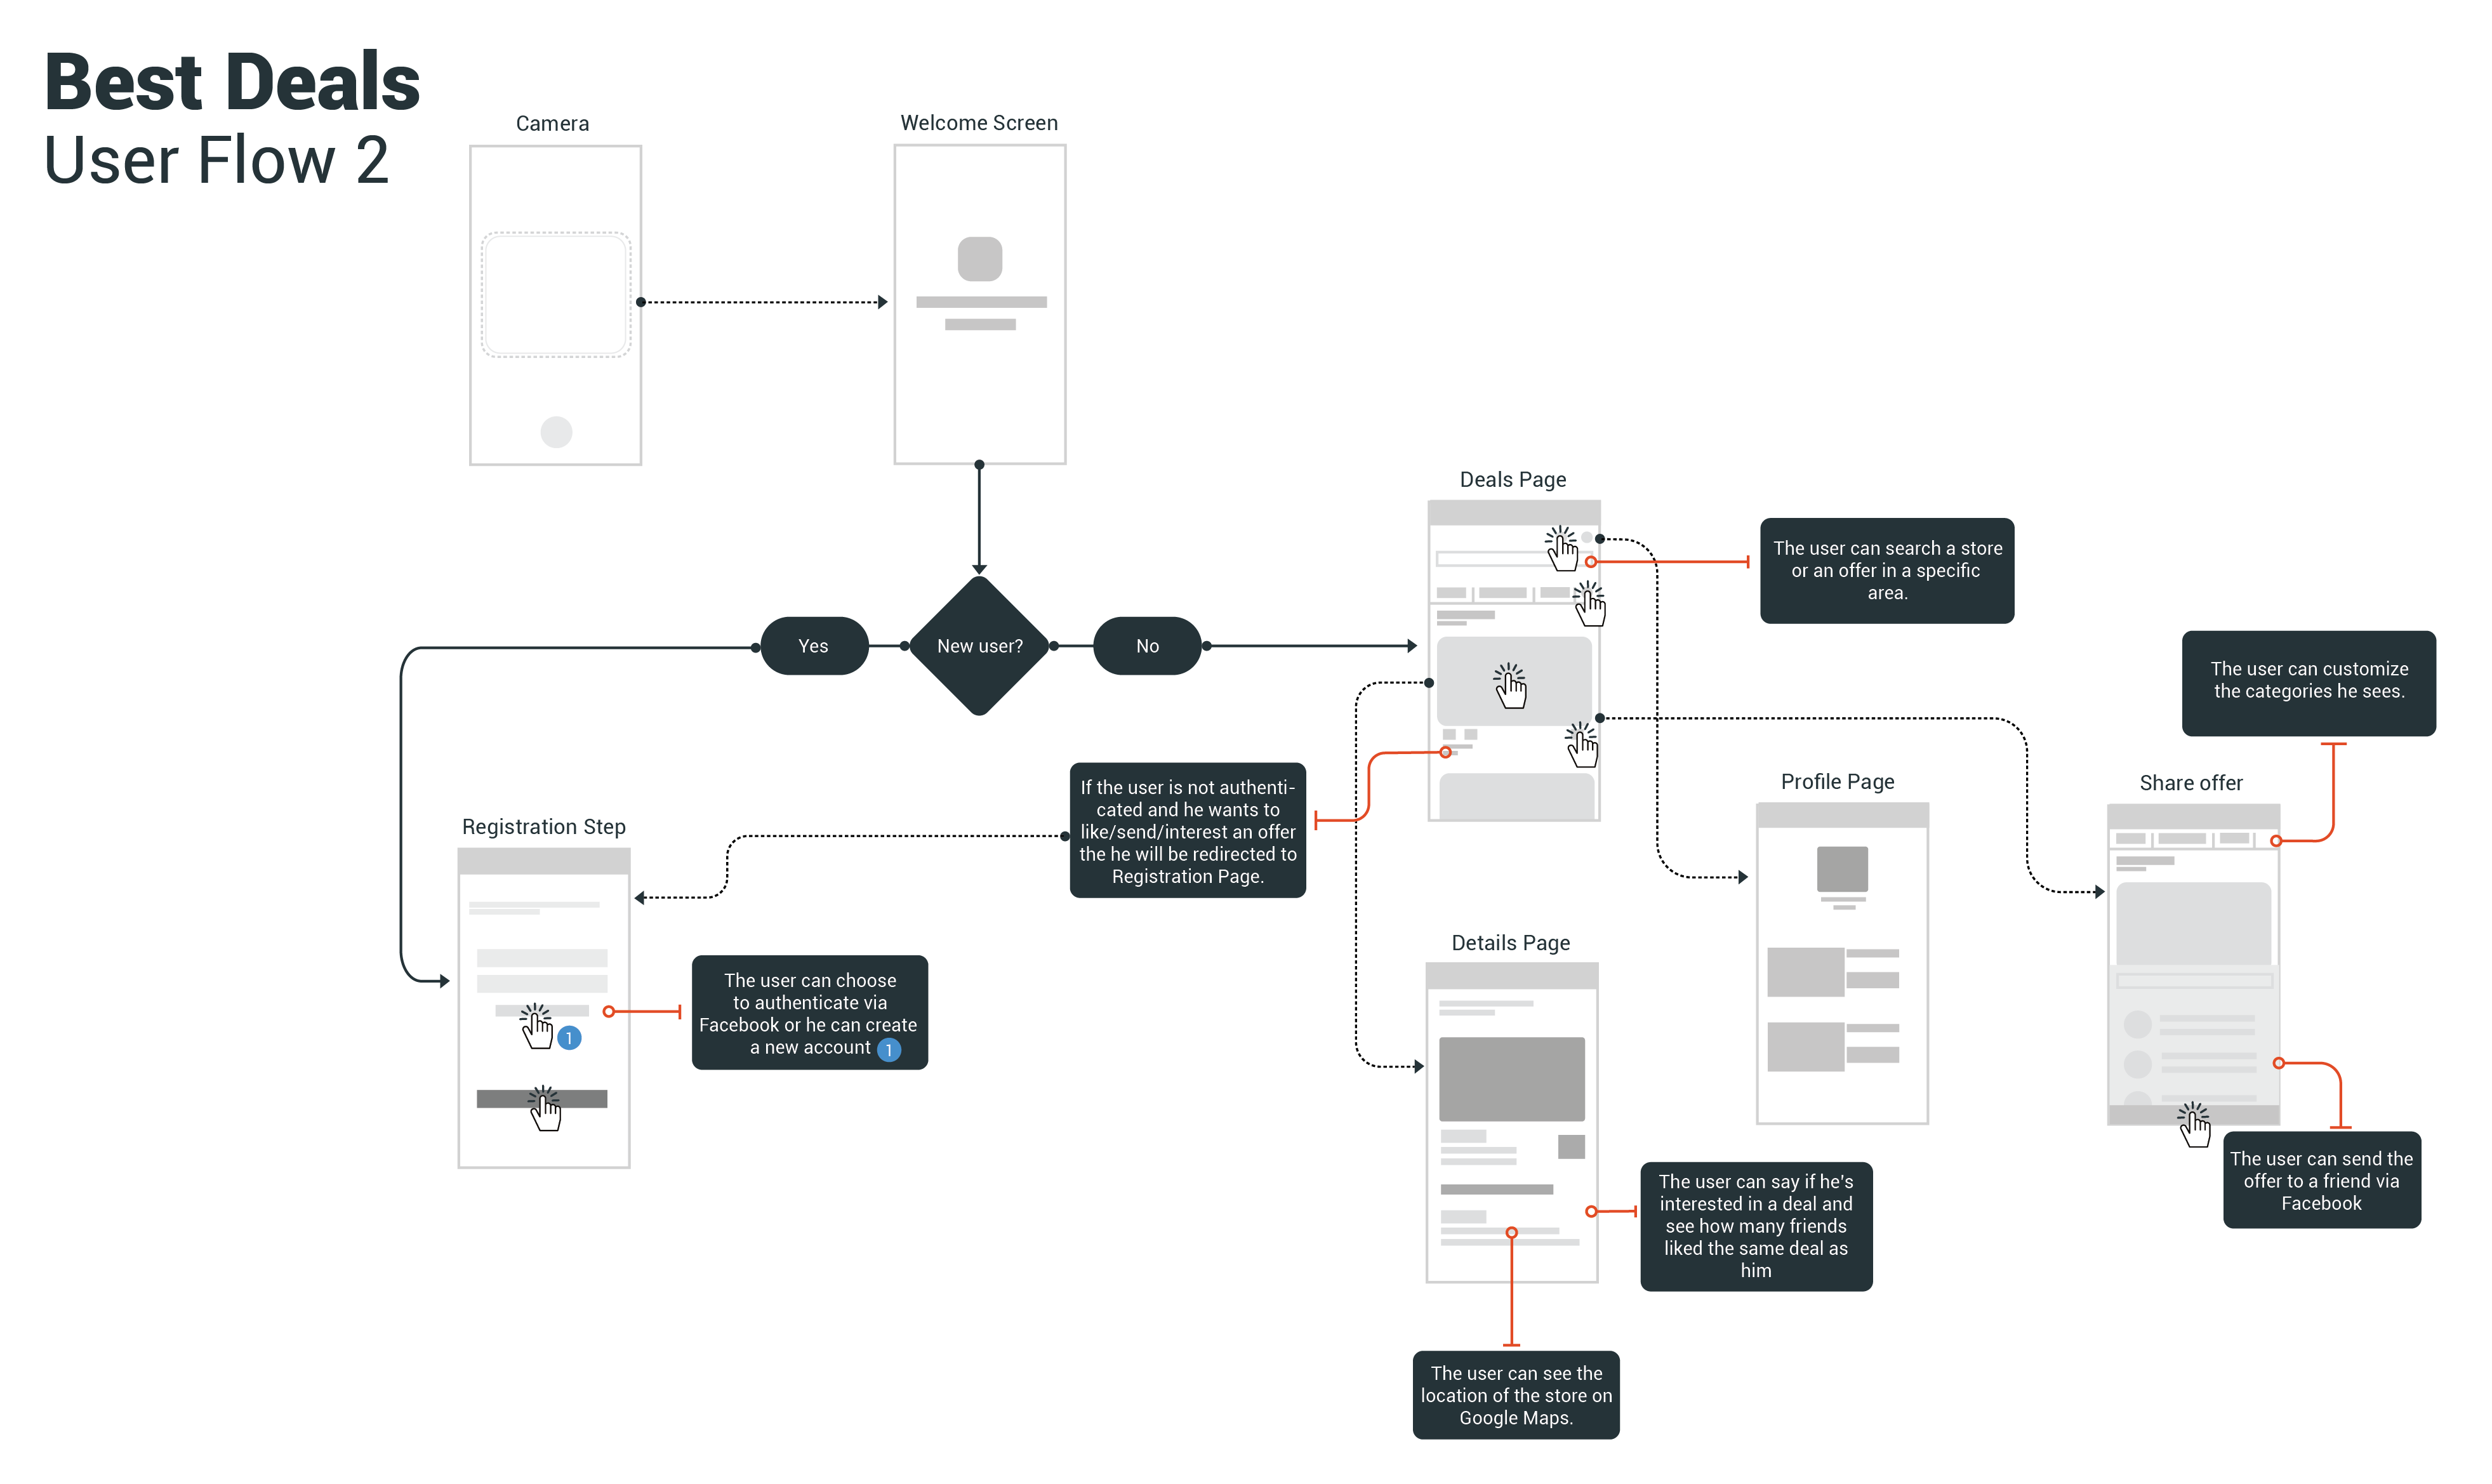 Best Deals
User Flow 2
Camera
Welcome Screen
Deals Page
The user can search a store
or an offer in a specific
area.
Yes
New user?
No
The user can customize
the categories he sees.
If the user is not authenti-
cated and he wants to
like/send/interest an offer
the he will be redirected to
Registration Page.
Profile Page
Share offer
Registration Step
Details Page
The user can choose
to authenticate via
Facebook or he can create
a new account 1
1
The user can say if he's
interested in a deal and
see how many friends
liked the same deal as
him
The user can send the
offer to a friend via
Facebook
The user can see the
location of the store on
Google Maps.